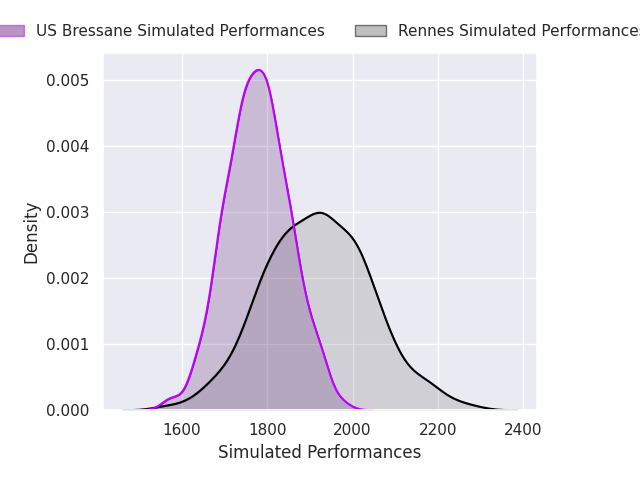 US Bressane Simulated Performances
Rennes Simulated Performances
0.005
0.004
0.003
0.002
0.001
0.000
Density
1600
1800
2000
2200
2400
Simulated Performances